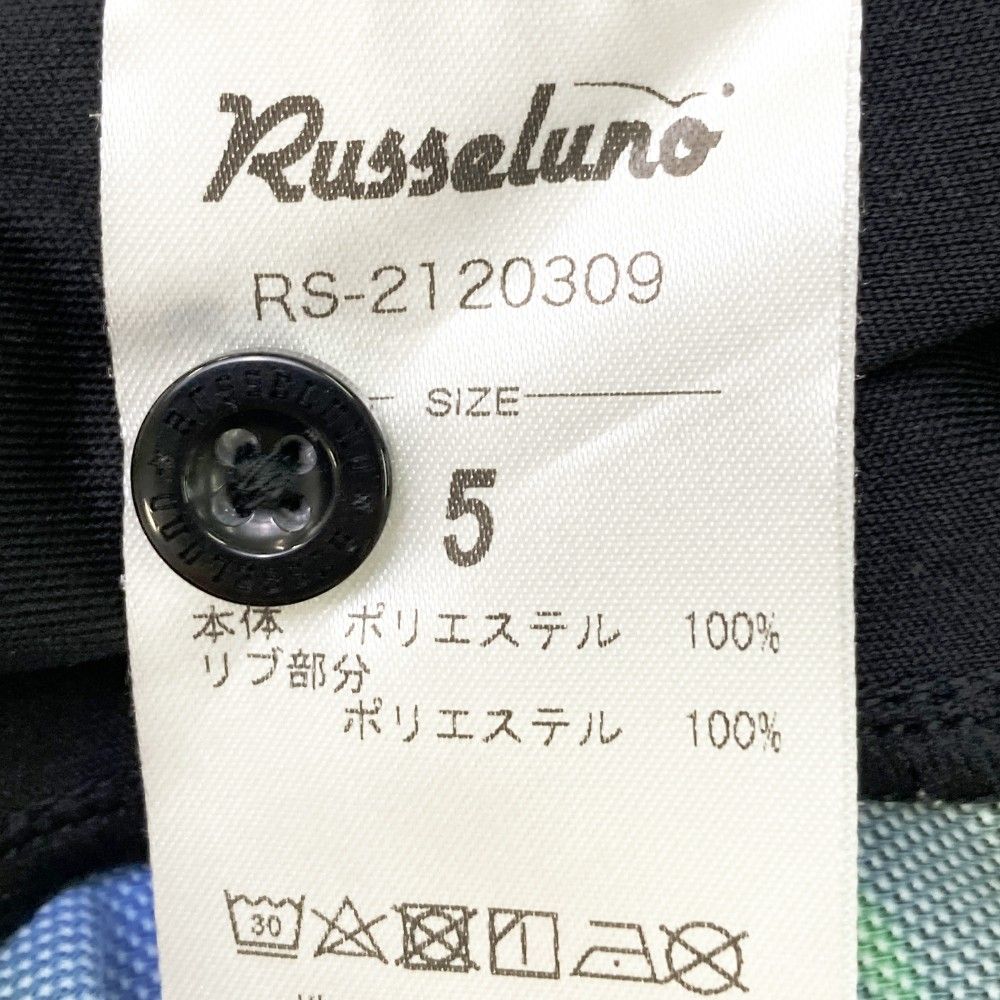 Russeluno
RS-2120309
SIZE
5
本体 ポリエステル 100%
リブ部分
ポリエステル 100%
30